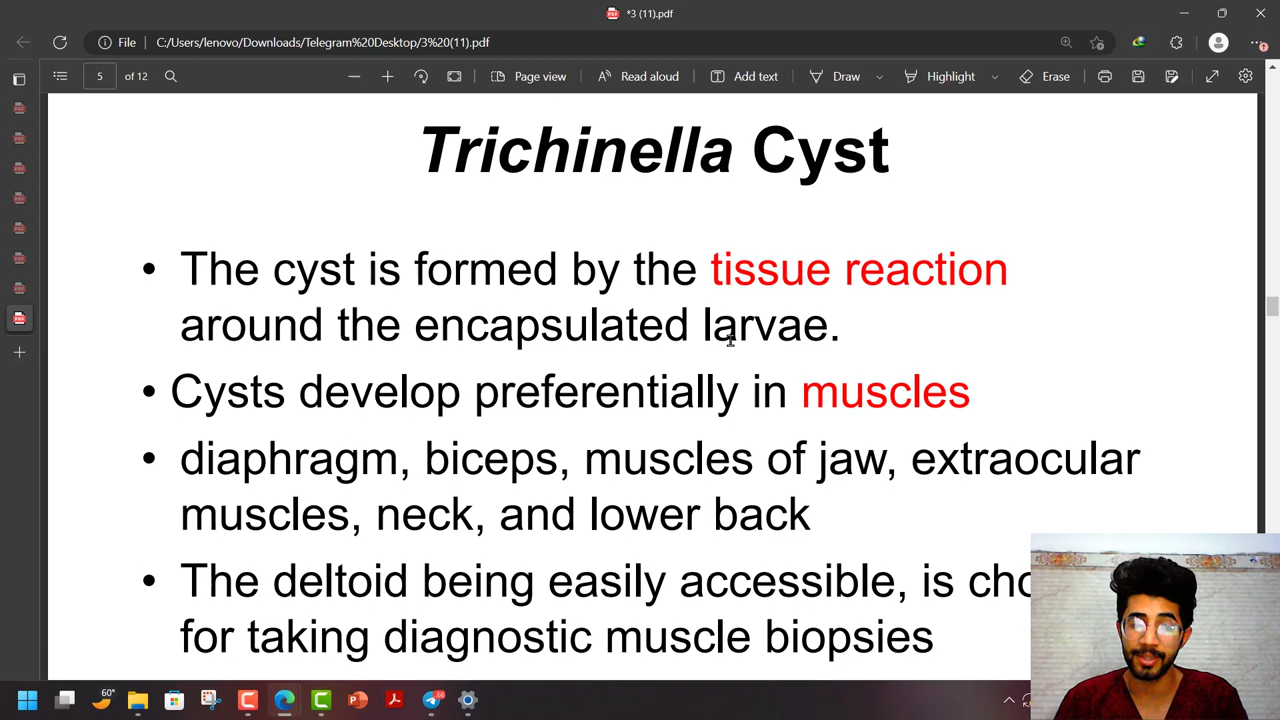 *3 (11).pdf
File C:/Users/lenovo/Downloads/Telegram%20Desktop/3%20(11).pdf
5 of 12 Page view Read aloud Add text Draw Highlight Erase
Trichinella Cyst
• The cyst is formed by the tissue reaction
around the encapsulated larvae.
• Cysts develop preferentially in muscles
• diaphragm, biceps, muscles of jaw, extraocular
muscles, neck, and lower back
• The deltoid being easily accessible, is cho
for taking diagnostic muscle biopsies
60°
66